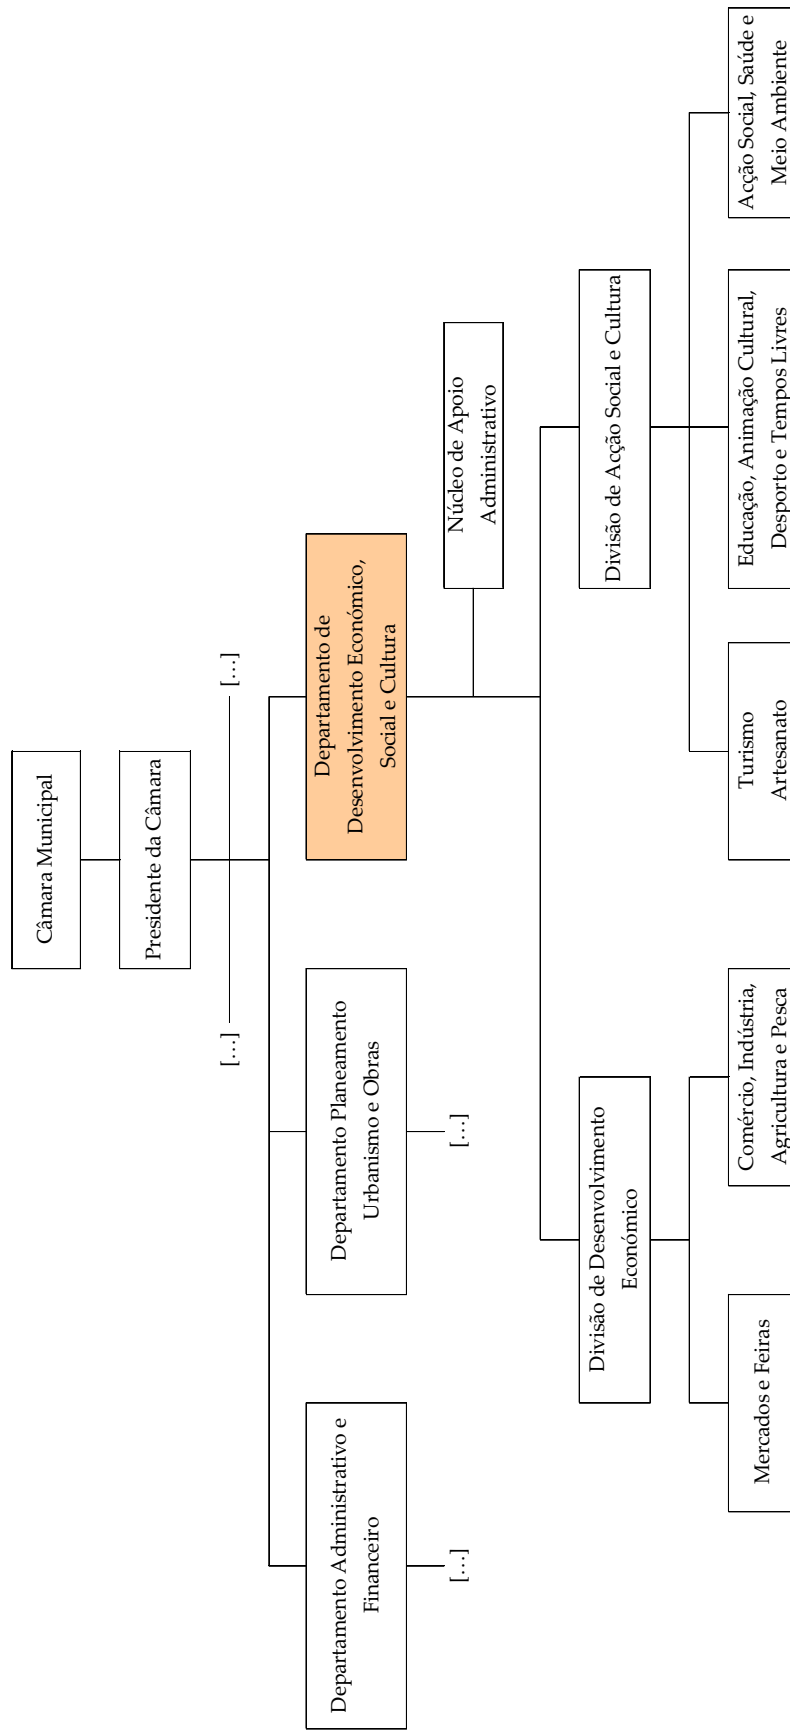 Câmara Municipal
Presidente da Câmara
[...]
[...]
Departamento Administrativo e
Financeiro
Departamento Planeamento
Urbanismo e Obras
Departamento de
Desenvolvimento Económico,
Social e Cultura
[...]
[...]
Núcleo de Apoio
Administrativo
Divisão de Desenvolvimento
Económico
Divisão de Acção Social e Cultura
Mercados e Feiras
Comércio, Indústria,
Agricultura e Pesca
Turismo
Artesanato
Educação, Animação Cultural,
Desporto e Tempos Livres
Acção Social, Saúde e
Meio Ambiente